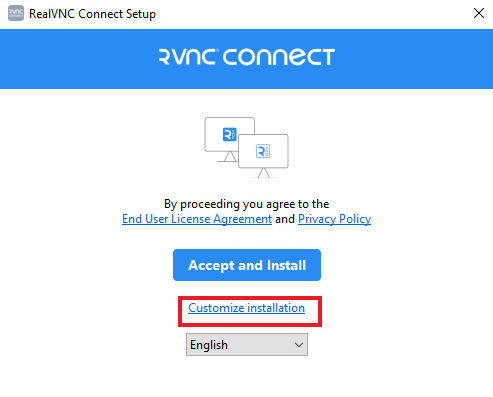 RealVNC Connect Setup
RVNC CONNECT
By proceeding you agree to the
End User License Agreement and Privacy Policy
Accept and Install
Customize installation
English